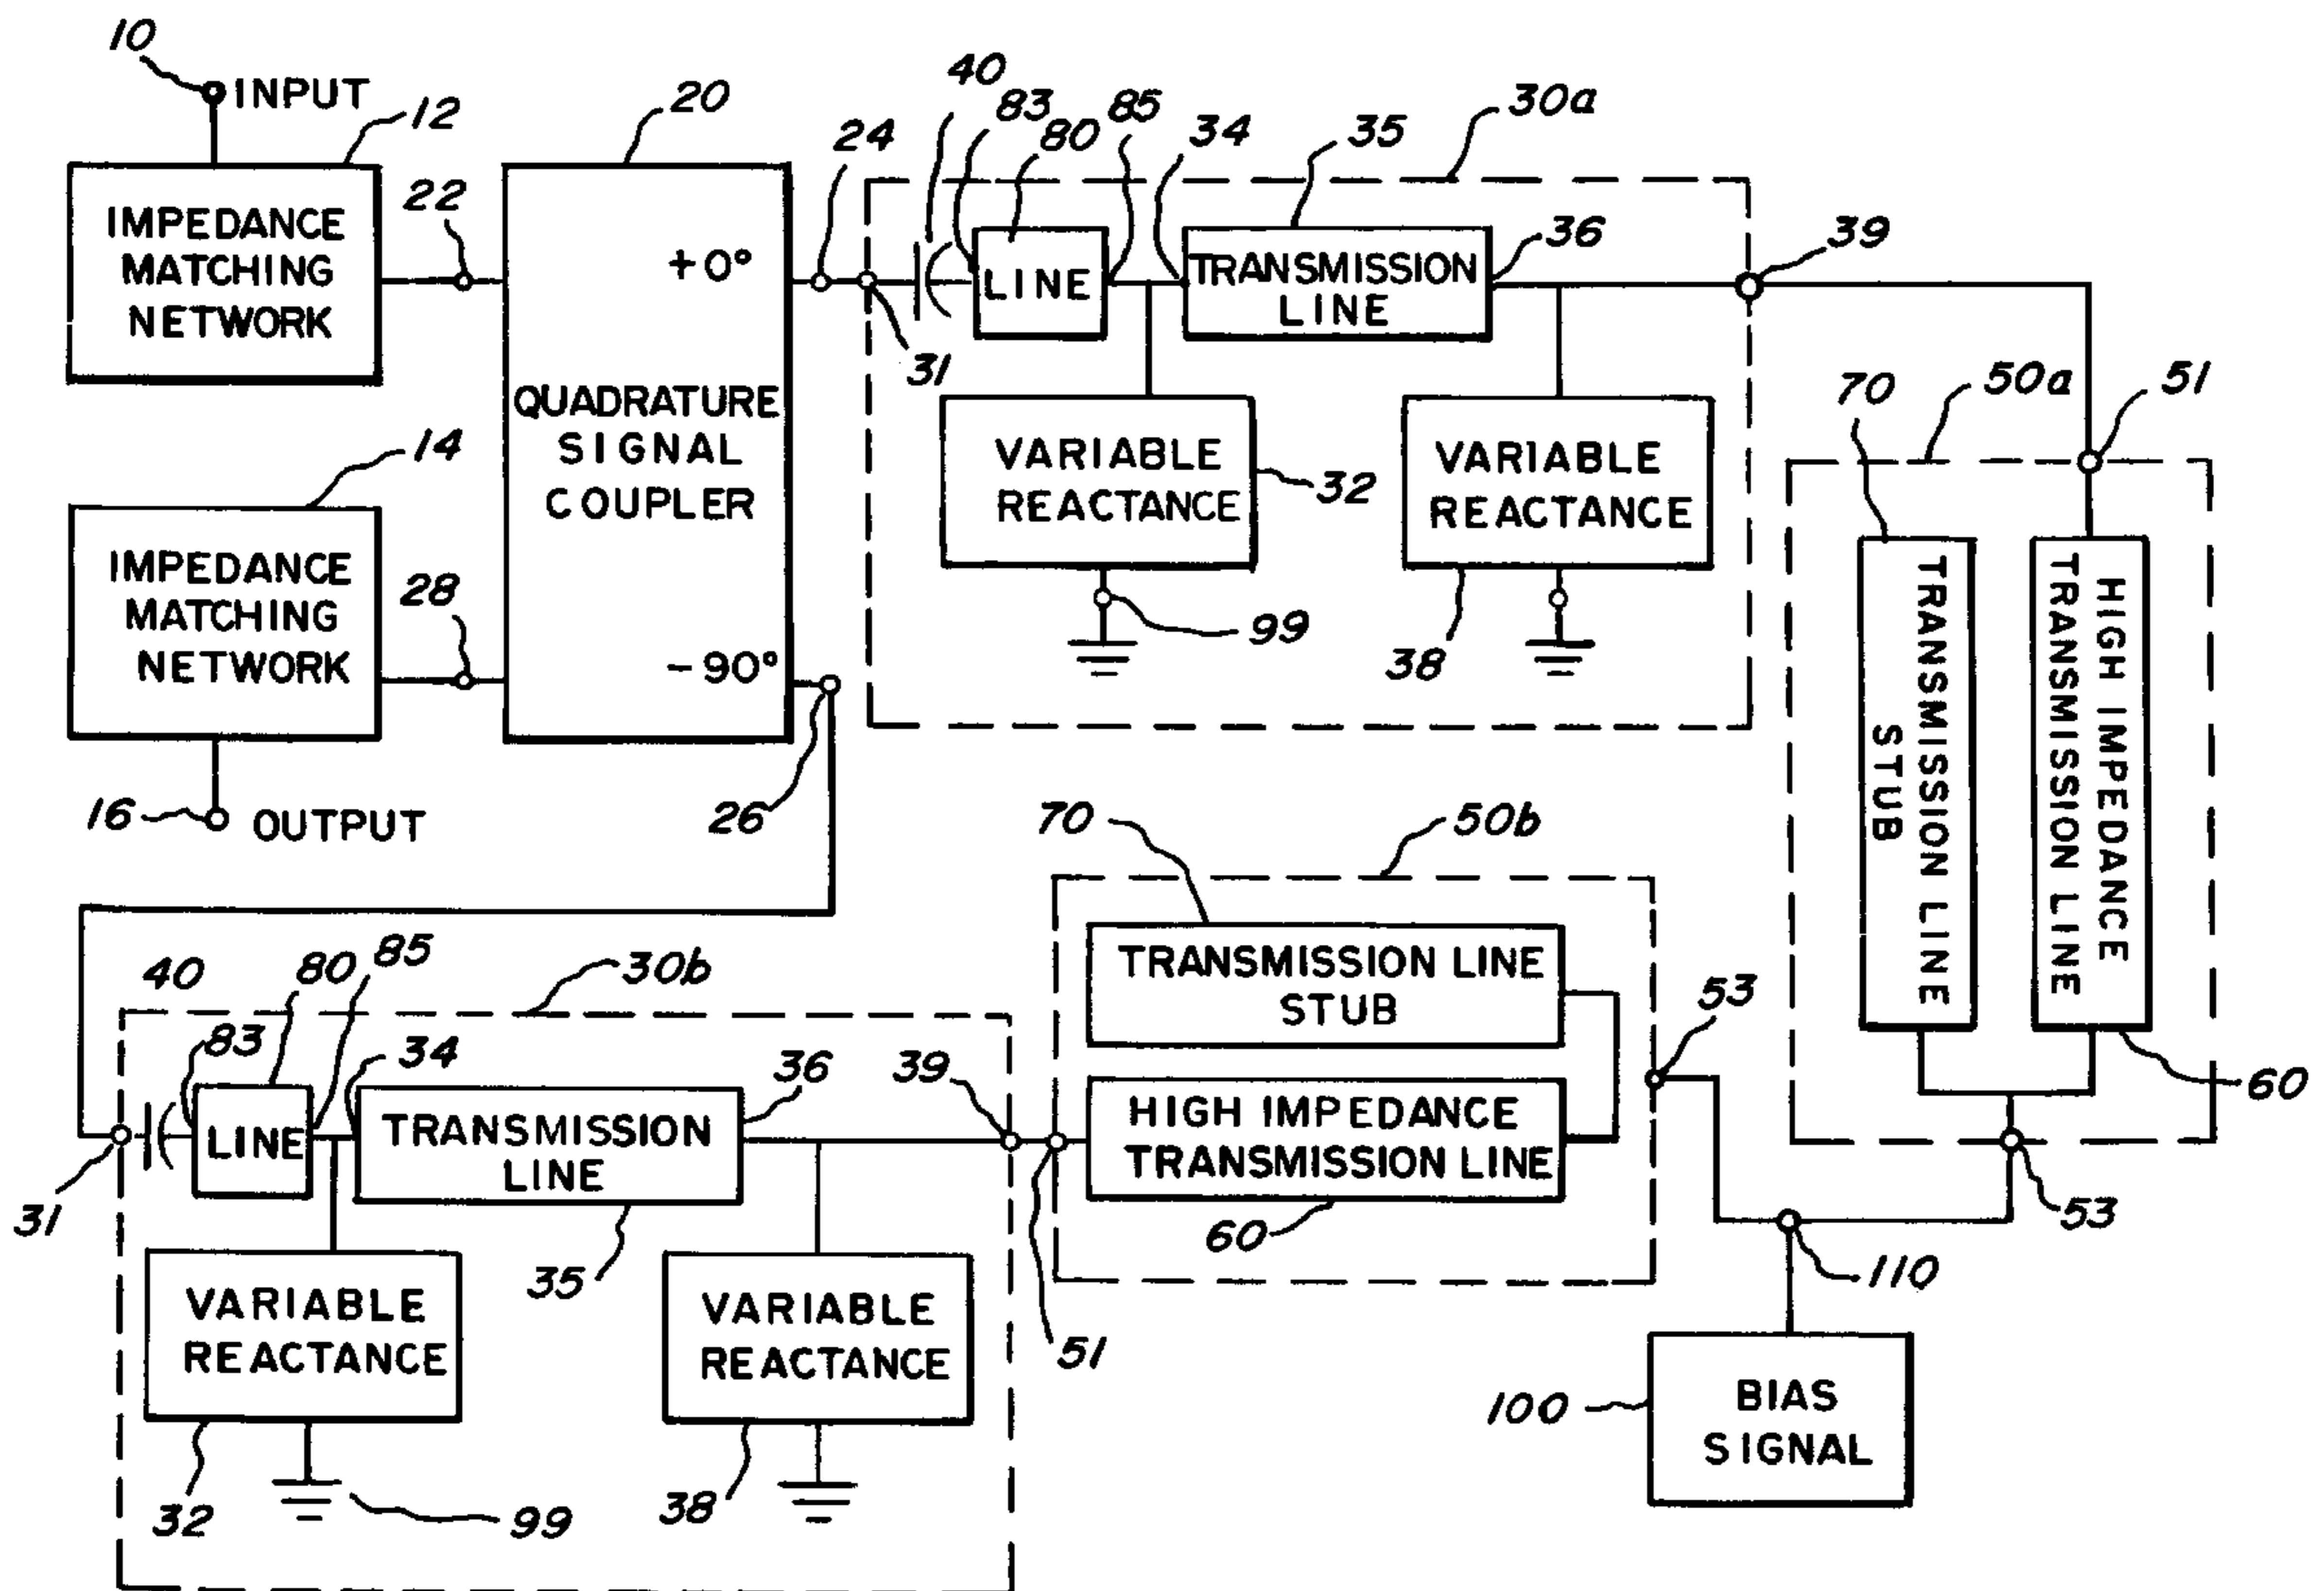 10
INPUT
12
IMPEDANCE
MATCHING
NETWORK
22
20
+0°
QUADRATURE
SIGNAL
COUPLER
-90°
24
31
40
83
80
85
34
35
30a
LINE
TRANSMISSION
LINE
36
39
VARIABLE
REACTANCE
32
99
VARIABLE
REACTANCE
38
14
IMPEDANCE
MATCHING
NETWORK
28
16
OUTPUT
26
70
50a
51
TRANSMISSION LINE
STUB
HIGH IMPEDANCE
TRANSMISSION LINE
60
53
70
50b
TRANSMISSION LINE
STUB
HIGH IMPEDANCE
TRANSMISSION LINE
60
53
51
110
100
BIAS
SIGNAL
40
83
80
85
34
30b
31
LINE
TRANSMISSION
LINE
36
39
35
VARIABLE
REACTANCE
32
99
VARIABLE
REACTANCE
38